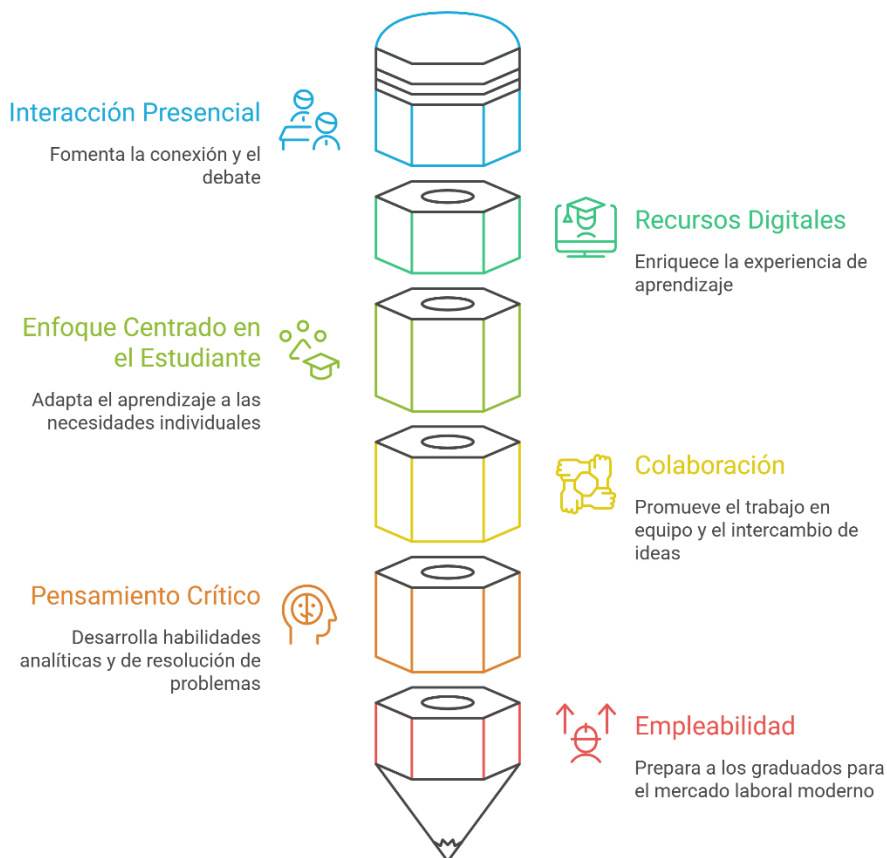 Interacción Presencial
Fomenta la conexión y el
debate
Recursos Digitales
Enriquece la experiencia de
aprendizaje
Enfoque Centrado en
el Estudiante
Adapta el aprendizaje a las
necesidades individuales
Colaboración
Promueve el trabajo en
equipo y el intercambio de
ideas
Pensamiento Crítico
Desarrolla habilidades
analíticas y de resolución de
problemas
Empleabilidad
Prepara a los graduados para
el mercado laboral moderno